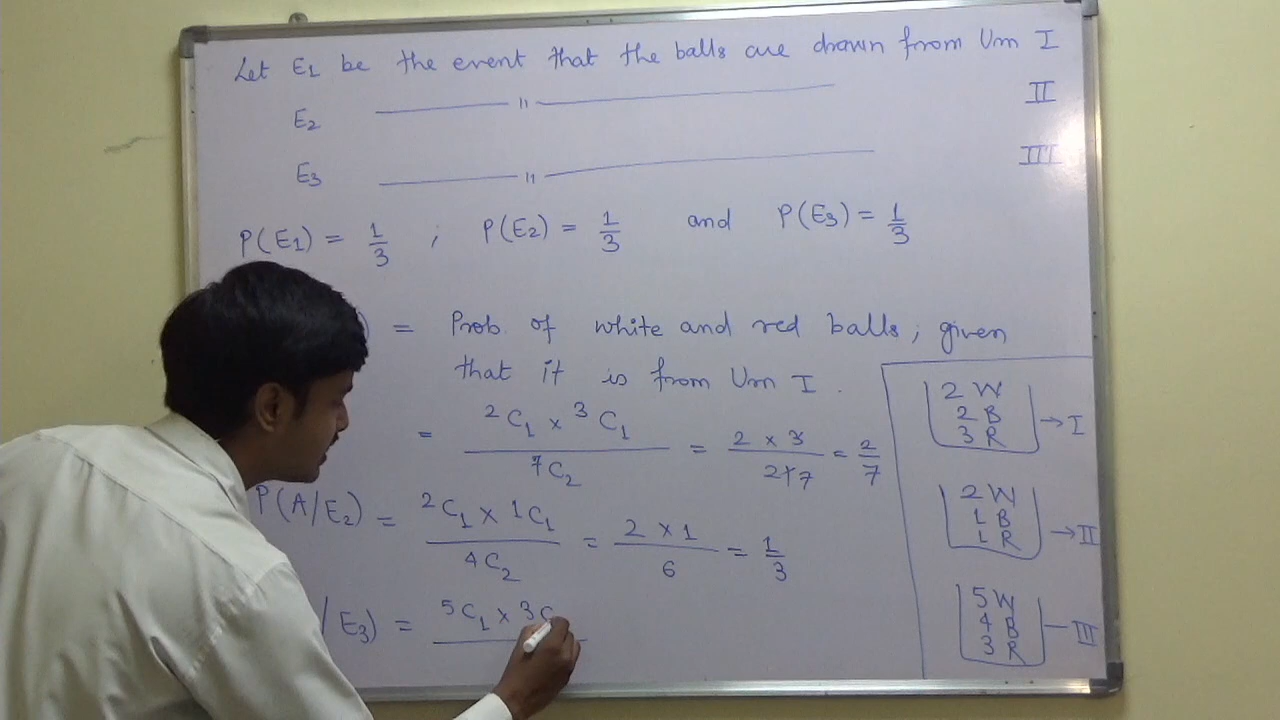 Let E1 be the event that the balls are drawn from Urn I
E2 ——— 〃 ——— II
E3 ——— 〃 ——— III
P(E1) = 1/3 ; P(E2) = 1/3 and P(E3) = 1/3
) = Prob. of white and red balls; given
that it is from Urn I.
= ²C₁ × ³C₁ / ⁷C₂ = 2 × 3 / 21 7 = 2/7
P(A/E2) = ²C₁ × ¹C₁ / ⁴C₂ = 2 × 1 / 6 = 1/3
/E3) = ⁵C₁ × ³C
2 W
2 B
3 R → I
2 W
1 B
1 R → II
5 W
4 B
3 R — III